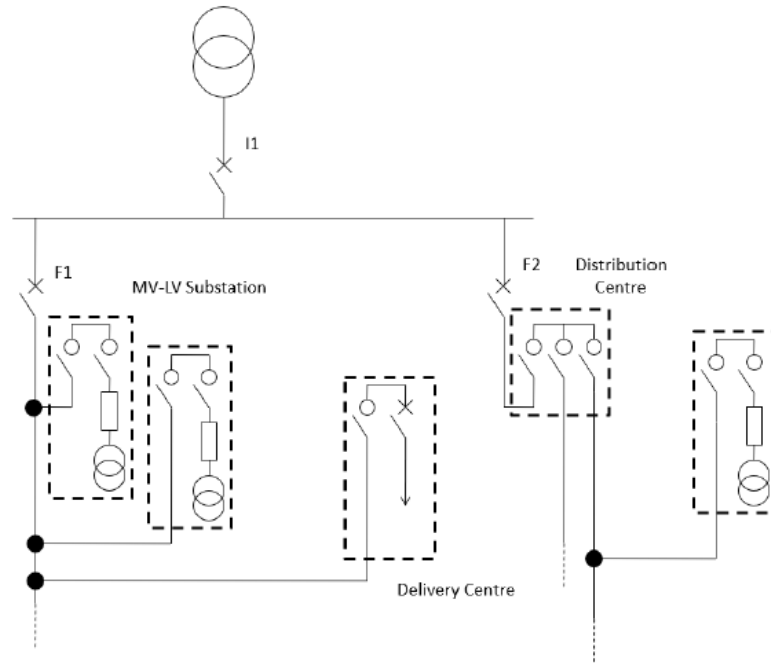 I1
F1
MV-LV Substation
F2
Distribution
Centre
Delivery Centre